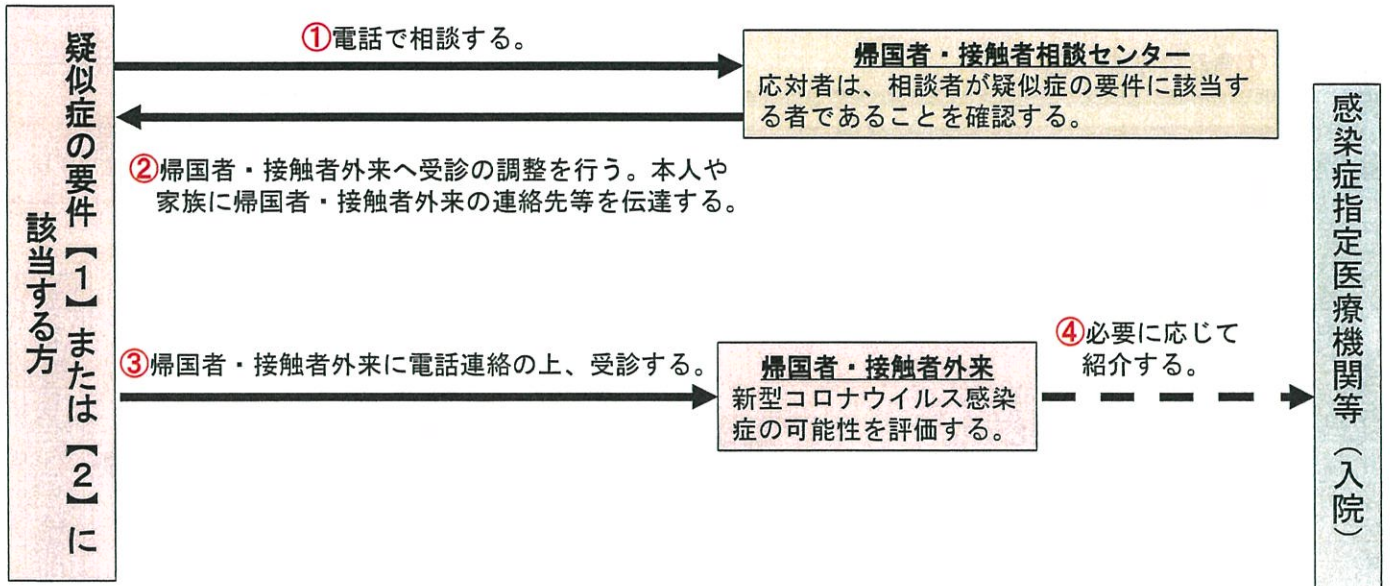 疑似症の要件【１】または【２】に
該当する方
①電話で相談する。
帰国者・接触者相談センター
応対者は、相談者が疑似症の要件に該当す
る者であることを確認する。
②帰国者・接触者外来へ受診の調整を行う。本人や
家族に帰国者・接触者外来の連絡先等を伝達する。
③帰国者・接触者外来に電話連絡の上、受診する。
帰国者・接触者外来
新型コロナウイルス感染
症の可能性を評価する。
④必要に応じて
紹介する。
感染症指定医療機関等（入院）